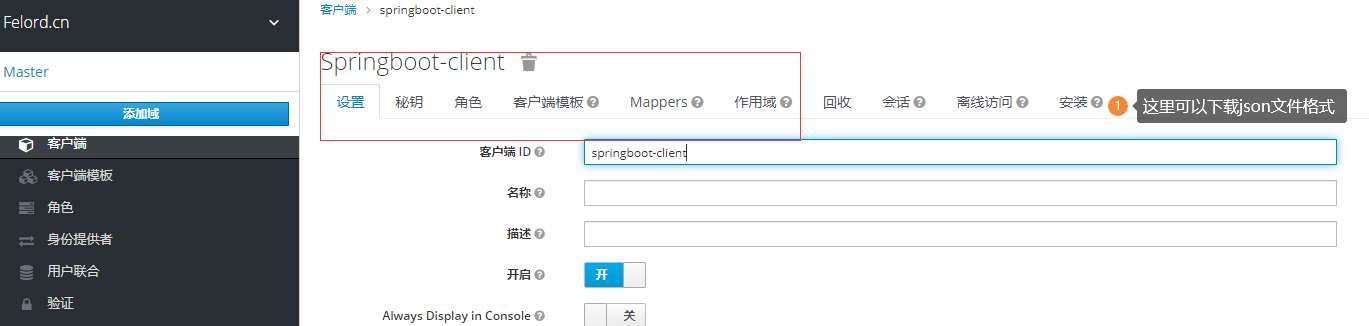 Felord.cn
Master
添加域
客户端
客户端模板
角色
身份提供者
用户联合
验证
客户端 > springboot-client
Springboot-client
设置 秘钥 角色 客户端模板 Mappers 作用域 回收 会话 离线访问 安装 1 这里可以下载json文件格式
客户端 ID springboot-client
名称
描述
开启 开
Always Display in Console 关